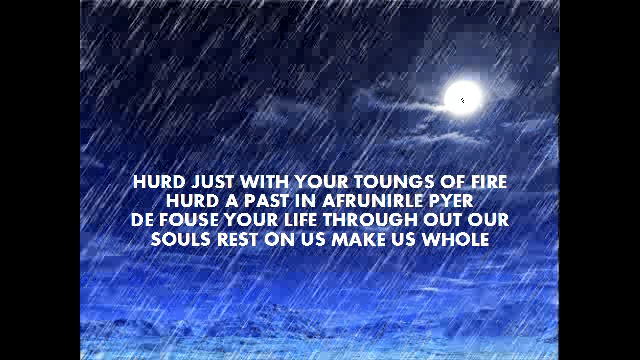 HURD JUST WITH YOUR TOUNGS OF FIRE
HURD A PAST IN AFRUNIRLE PYER
DE FOUSE YOUR LIFE THROUGH OUT OUR
SOULS REST ON US MAKE US WHOLE